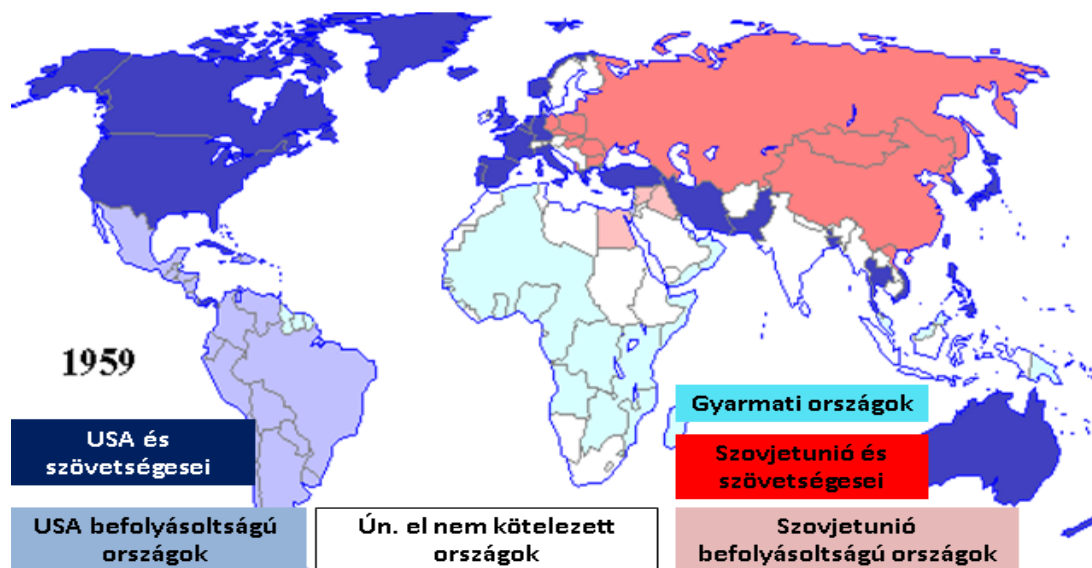 1959
Gyarmati országok
USA és
szövetségesei
Szovjetunió és
szövetségesei
USA befolyásoltságú
országok
Ún. el nem kötelezett
országok
Szovjetunió
befolyásoltságú országok